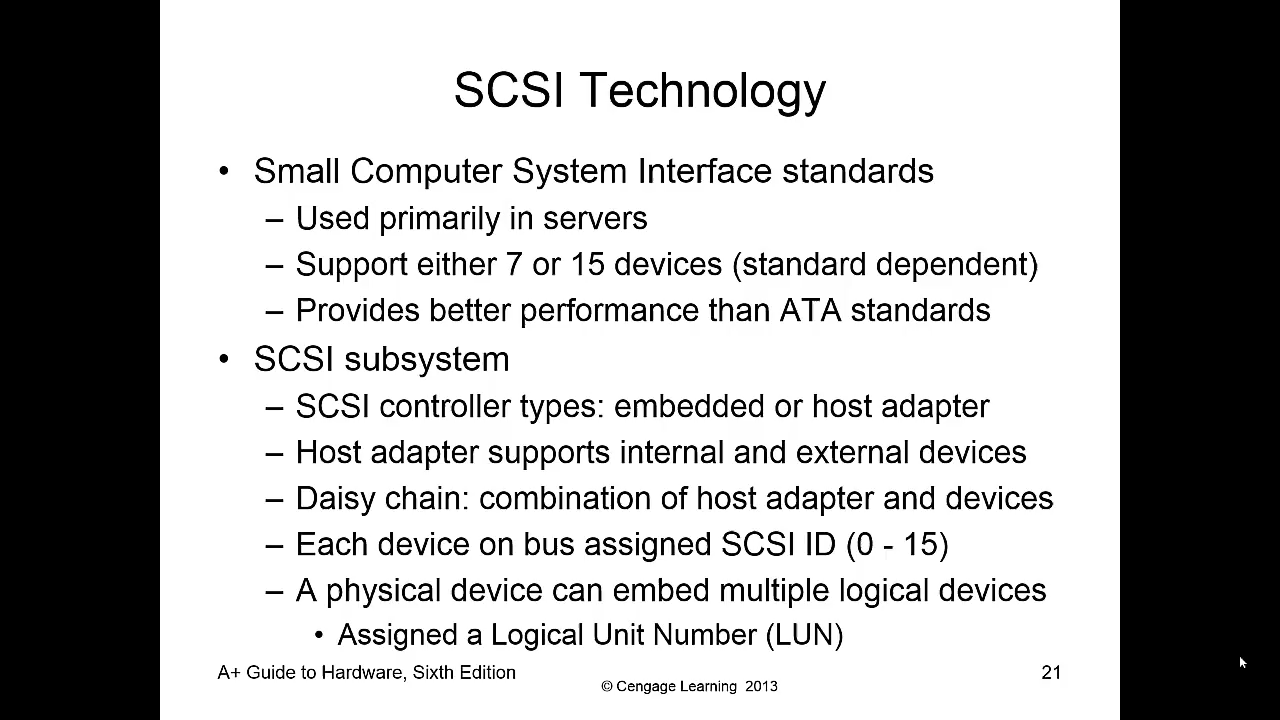 SCSI Technology
• Small Computer System Interface standards
– Used primarily in servers
– Support either 7 or 15 devices (standard dependent)
– Provides better performance than ATA standards
• SCSI subsystem
– SCSI controller types: embedded or host adapter
– Host adapter supports internal and external devices
– Daisy chain: combination of host adapter and devices
– Each device on bus assigned SCSI ID (0 - 15)
– A physical device can embed multiple logical devices
• Assigned a Logical Unit Number (LUN)
A+ Guide to Hardware, Sixth Edition
© Cengage Learning 2013
21